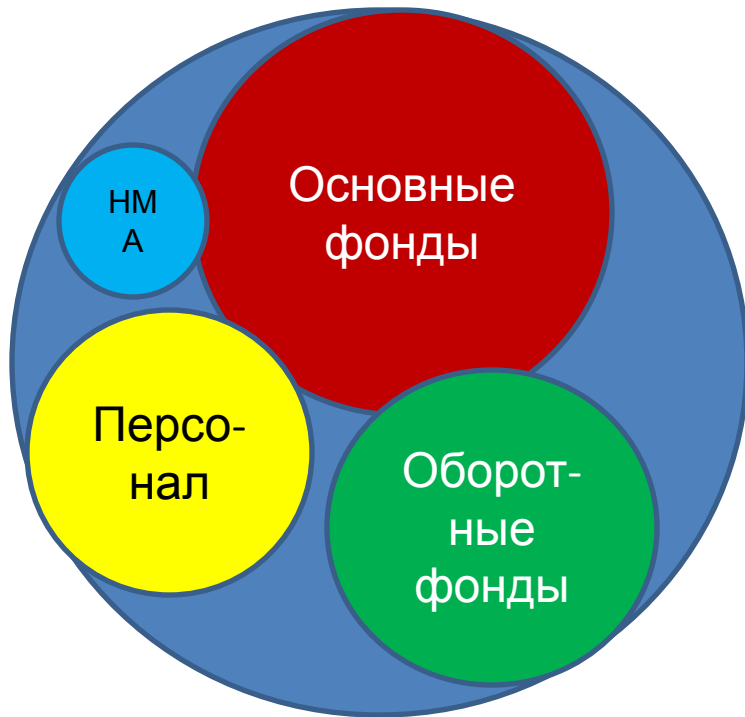 Основные
фонды
НМ
А
Персо-
нал
Оборот-
ные
фонды